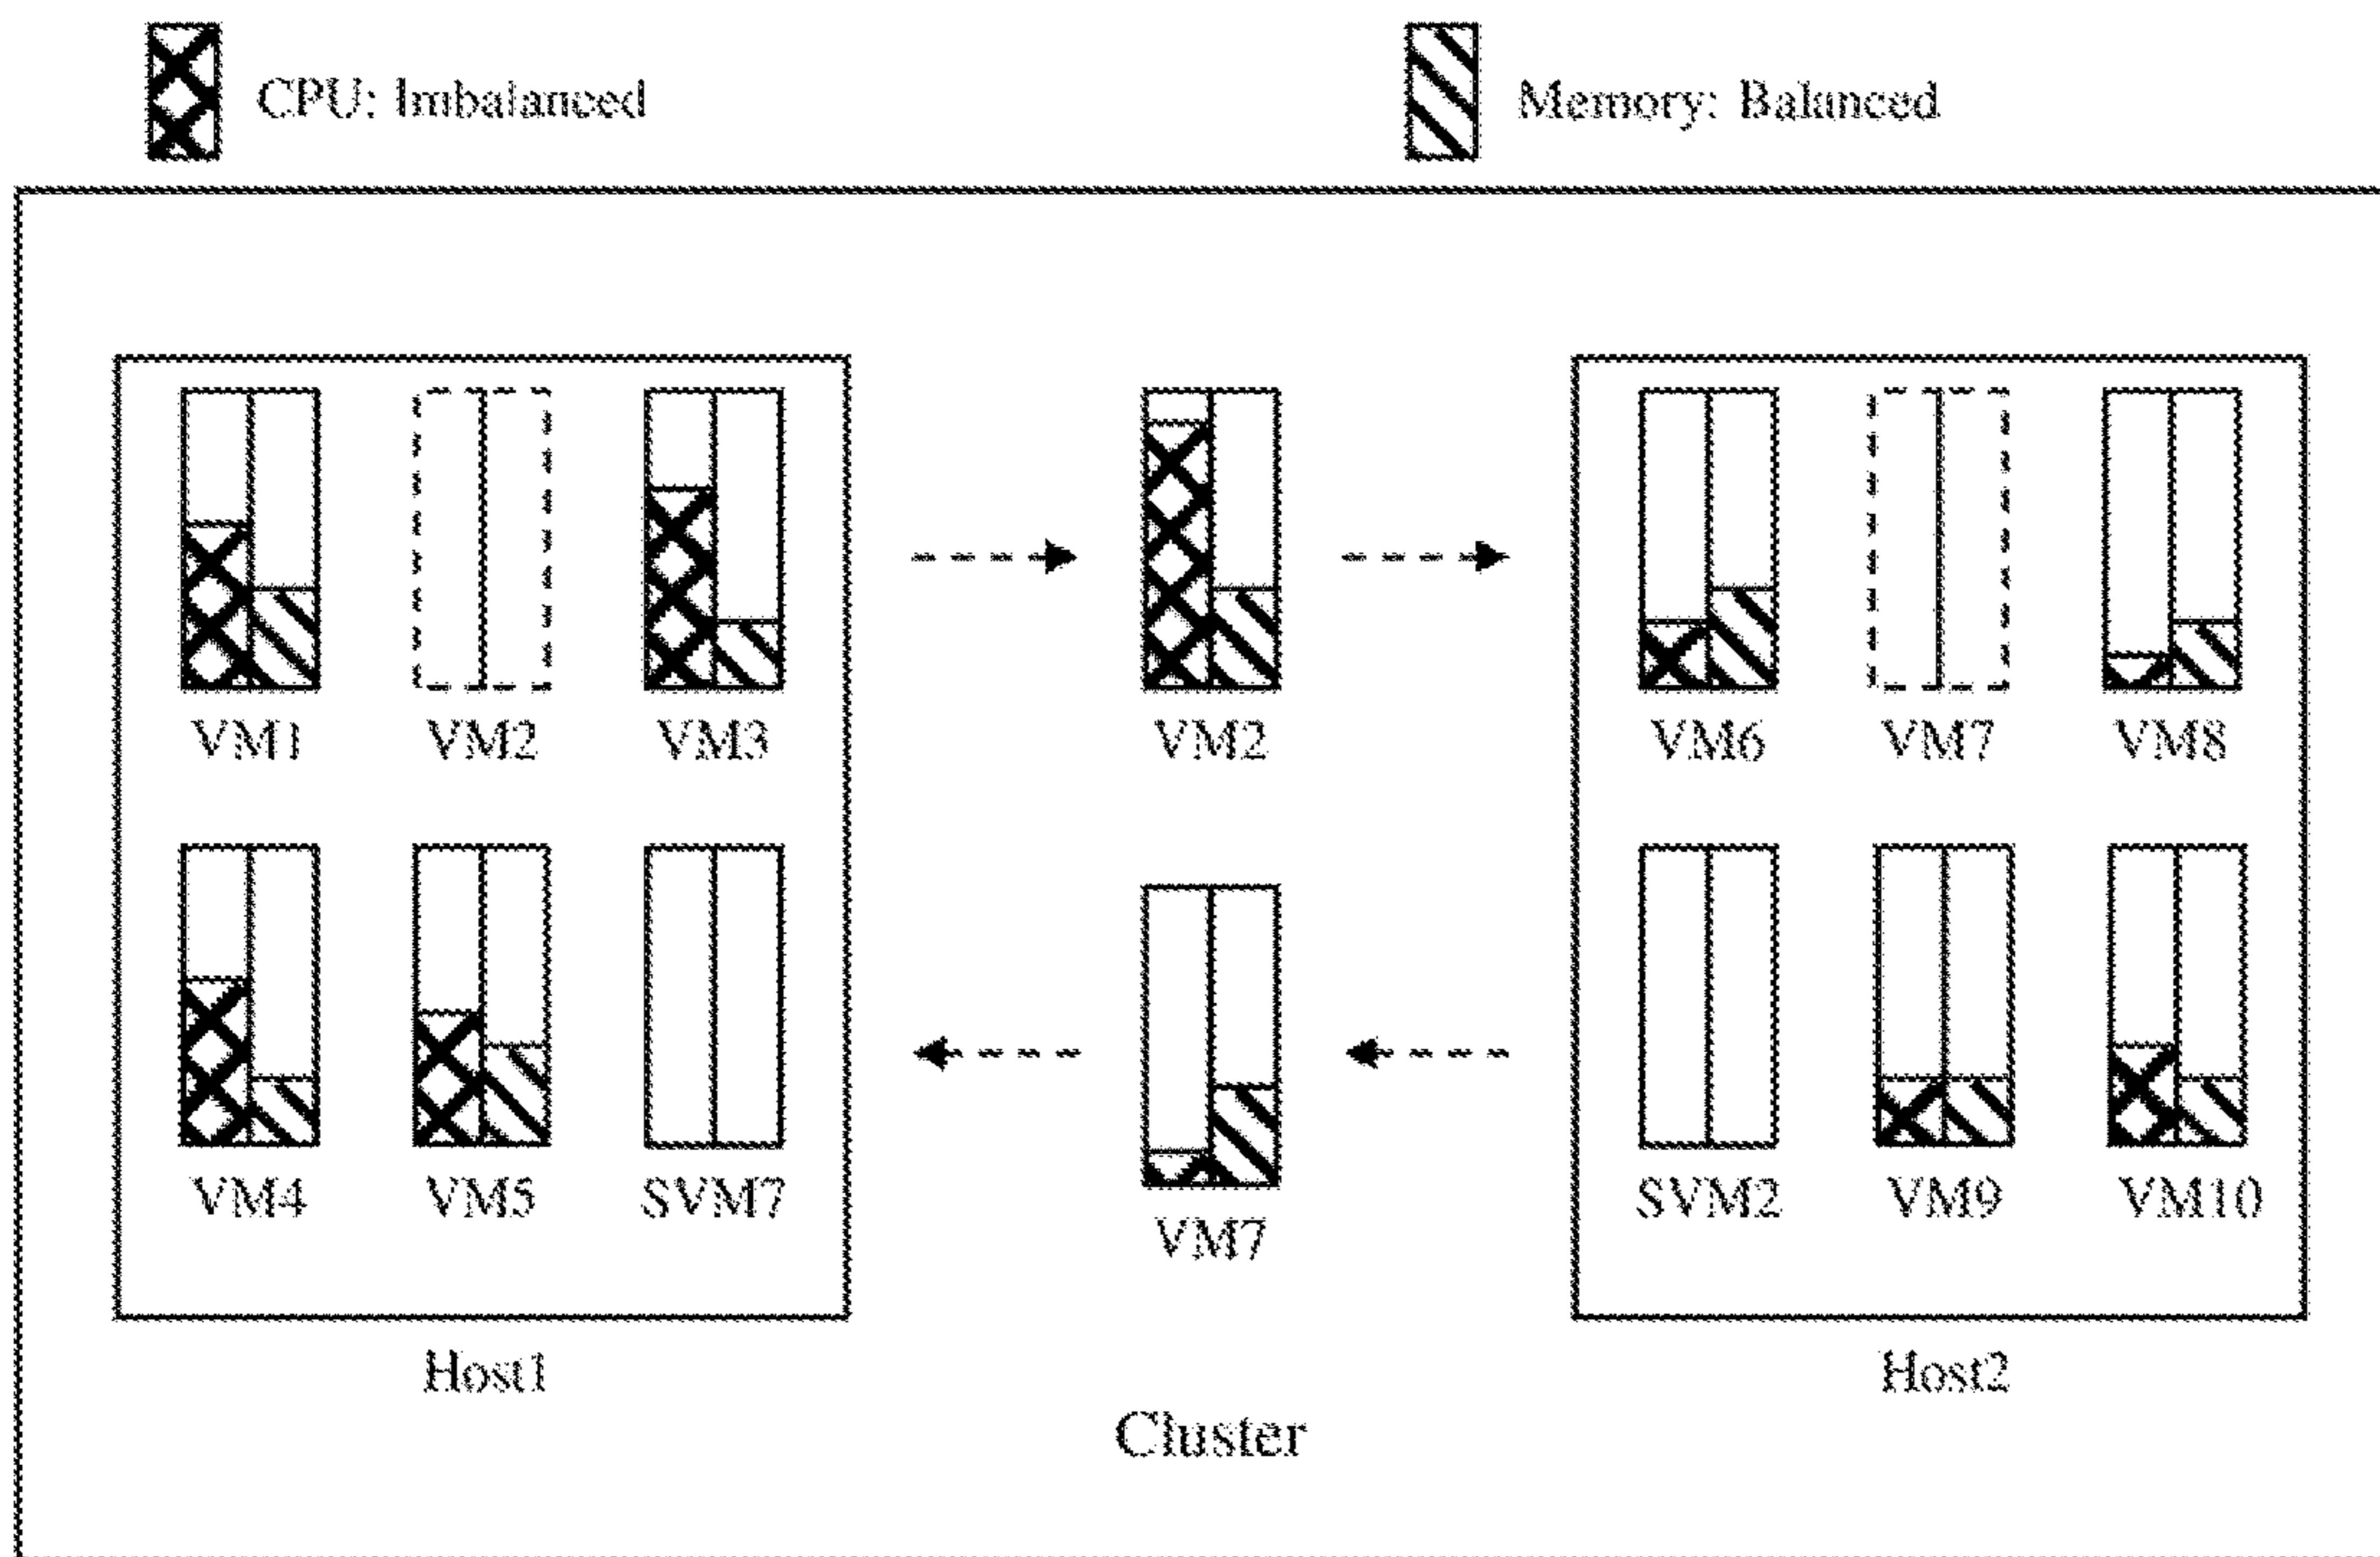 CPU: Imbalanced
Memory: Balanced
VM1 VM2 VM3 VM2 VM6 VM7 VM8
VM4 VM5 SVM7 SVM2 VM9 VM10
VM7
Host1 Host2
Cluster